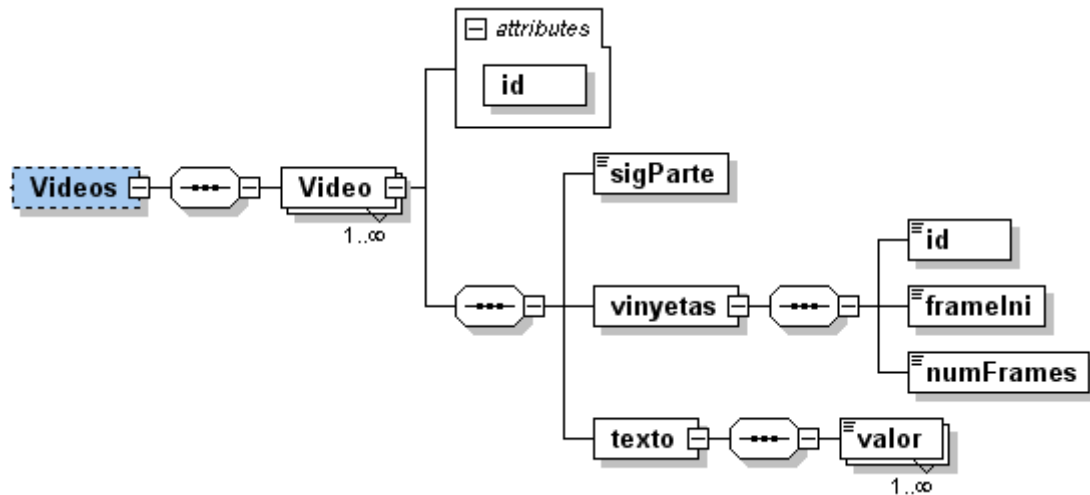 attributes
id
Videos
Video
1..∞
sigParte
vinyetas
id
frameIni
numFrames
texto
valor
1..∞